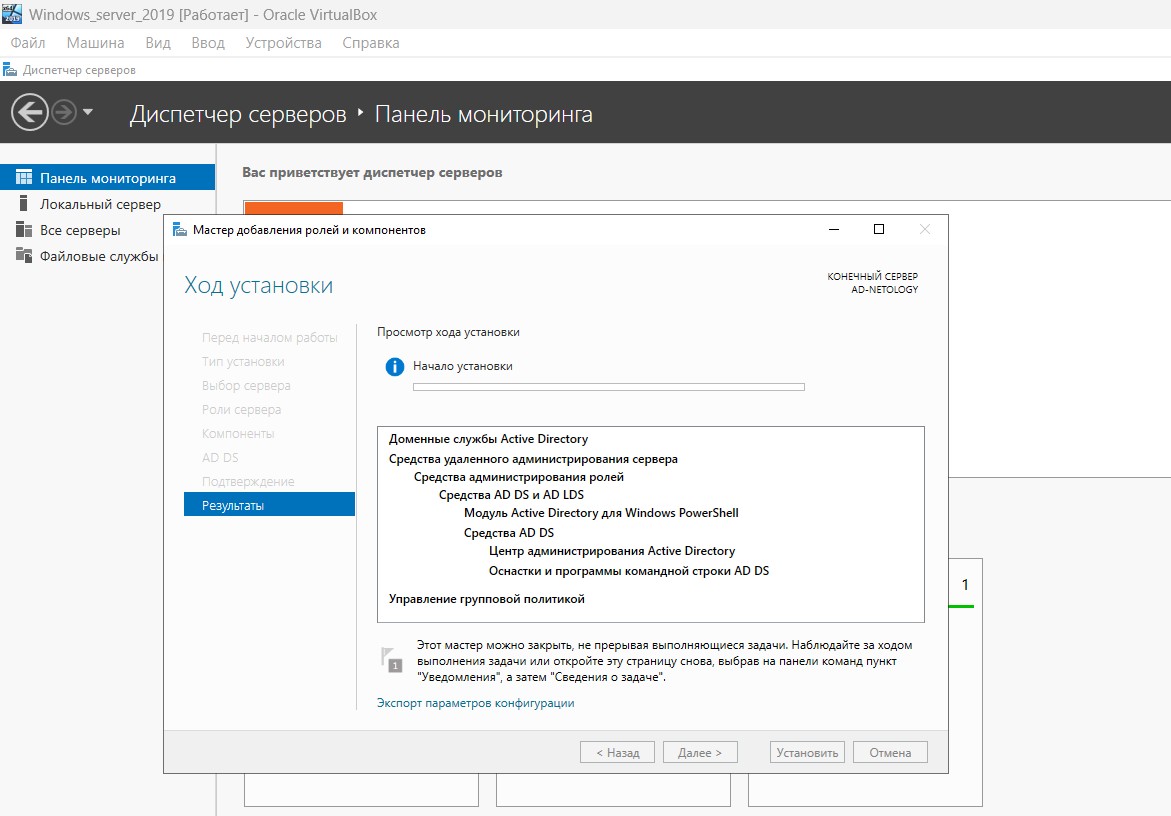 Windows_server_2019 [Работает] - Oracle VirtualBox
Файл Машина Вид Ввод Устройства Справка
Диспетчер серверов
Диспетчер серверов Панель мониторинга
Панель мониторинга
Локальный сервер
Все серверы
Файловые службы
Вас приветствует диспетчер серверов
Мастер добавления ролей и компонентов
Ход установки
КОНЕЧНЫЙ СЕРВЕР
AD-NETOLOGY
Перед началом работы
Тип установки
Выбор сервера
Роли сервера
Компоненты
AD DS
Подтверждение
Результаты
Просмотр хода установки
Начало установки
Доменные службы Active Directory
Средства удаленного администрирования сервера
Средства администрирования ролей
Средства AD DS и AD LDS
Модуль Active Directory для Windows PowerShell
Средства AD DS
Центр администрирования Active Directory
Оснастки и программы командной строки AD DS
Управление групповой политикой
1
Этот мастер можно закрыть, не прерывая выполняющиеся задачи. Наблюдайте за ходом
выполнения задачи или откройте эту страницу снова, выбрав на панели команд пункт
"Уведомления", а затем "Сведения о задаче".
Экспорт параметров конфигурации
< Назад Далее > Установить Отмена
1